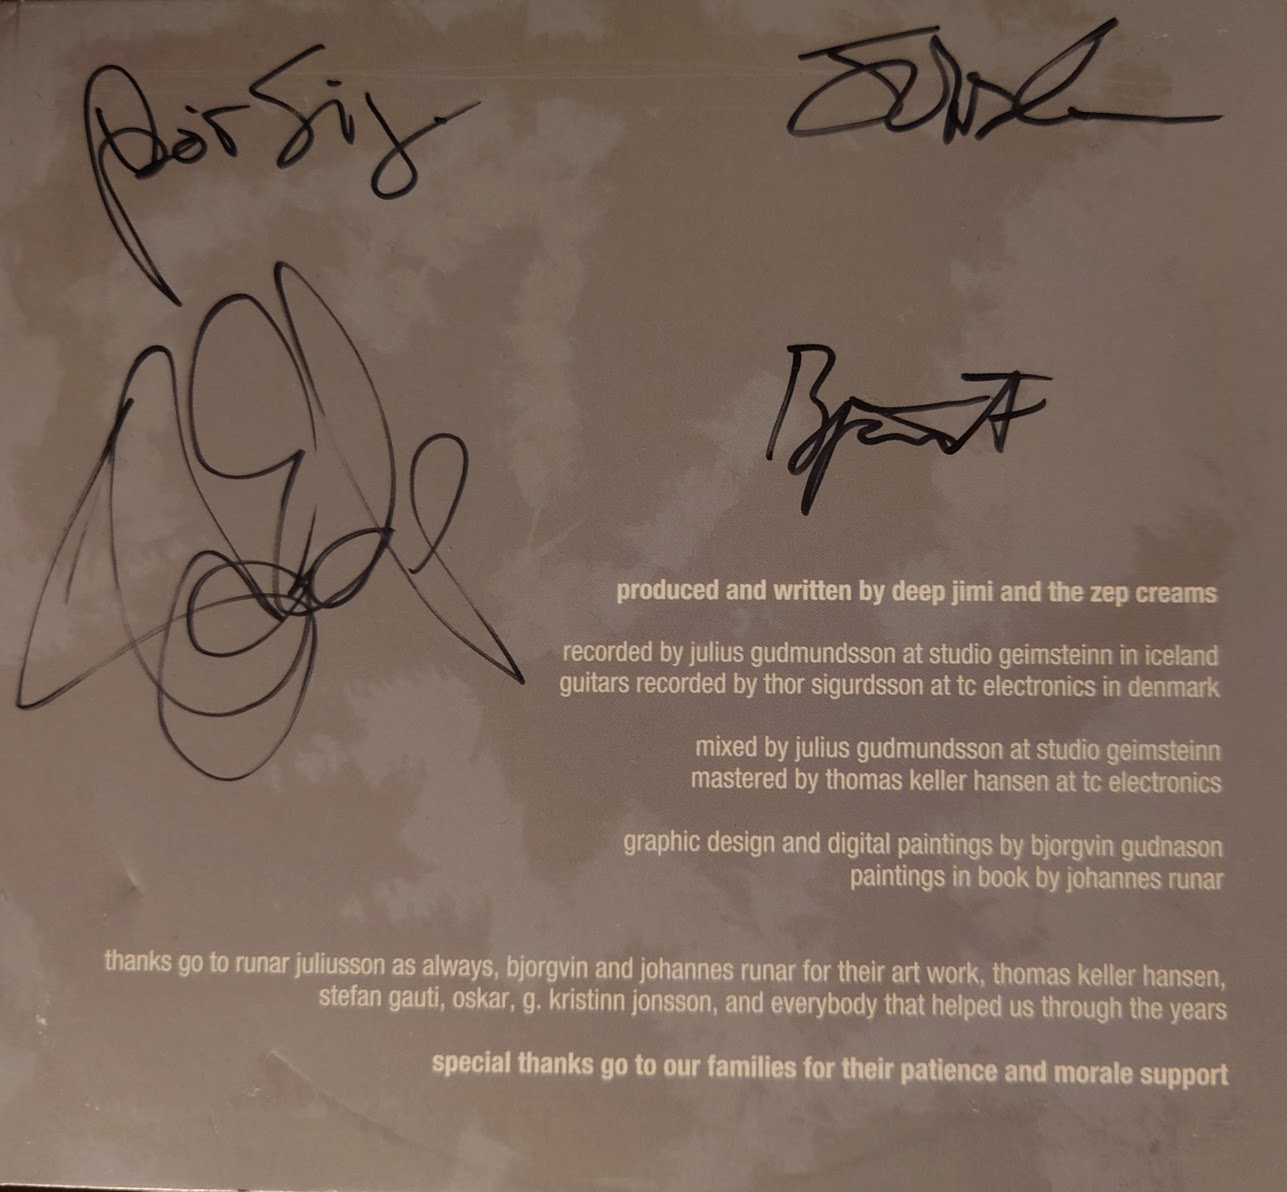 Þór Sig
produced and written by deep jimi and the zep creams
recorded by julius gudmundsson at studio geimsteinn in iceland
guitars recorded by thor sigurdsson at tc electronics in denmark
mixed by julius gudmundsson at studio geimsteinn
mastered by thomas keller hansen at tc electronics
graphic design and digital paintings by bjorgvin gudnason
paintings in book by johannes runar
thanks go to runar juliusson as always, bjorgvin and johannes runar for their art work, thomas keller hansen,
stefan gauti, oskar, g. kristinn jonsson, and everybody that helped us through the years
special thanks go to our families for their patience and morale support